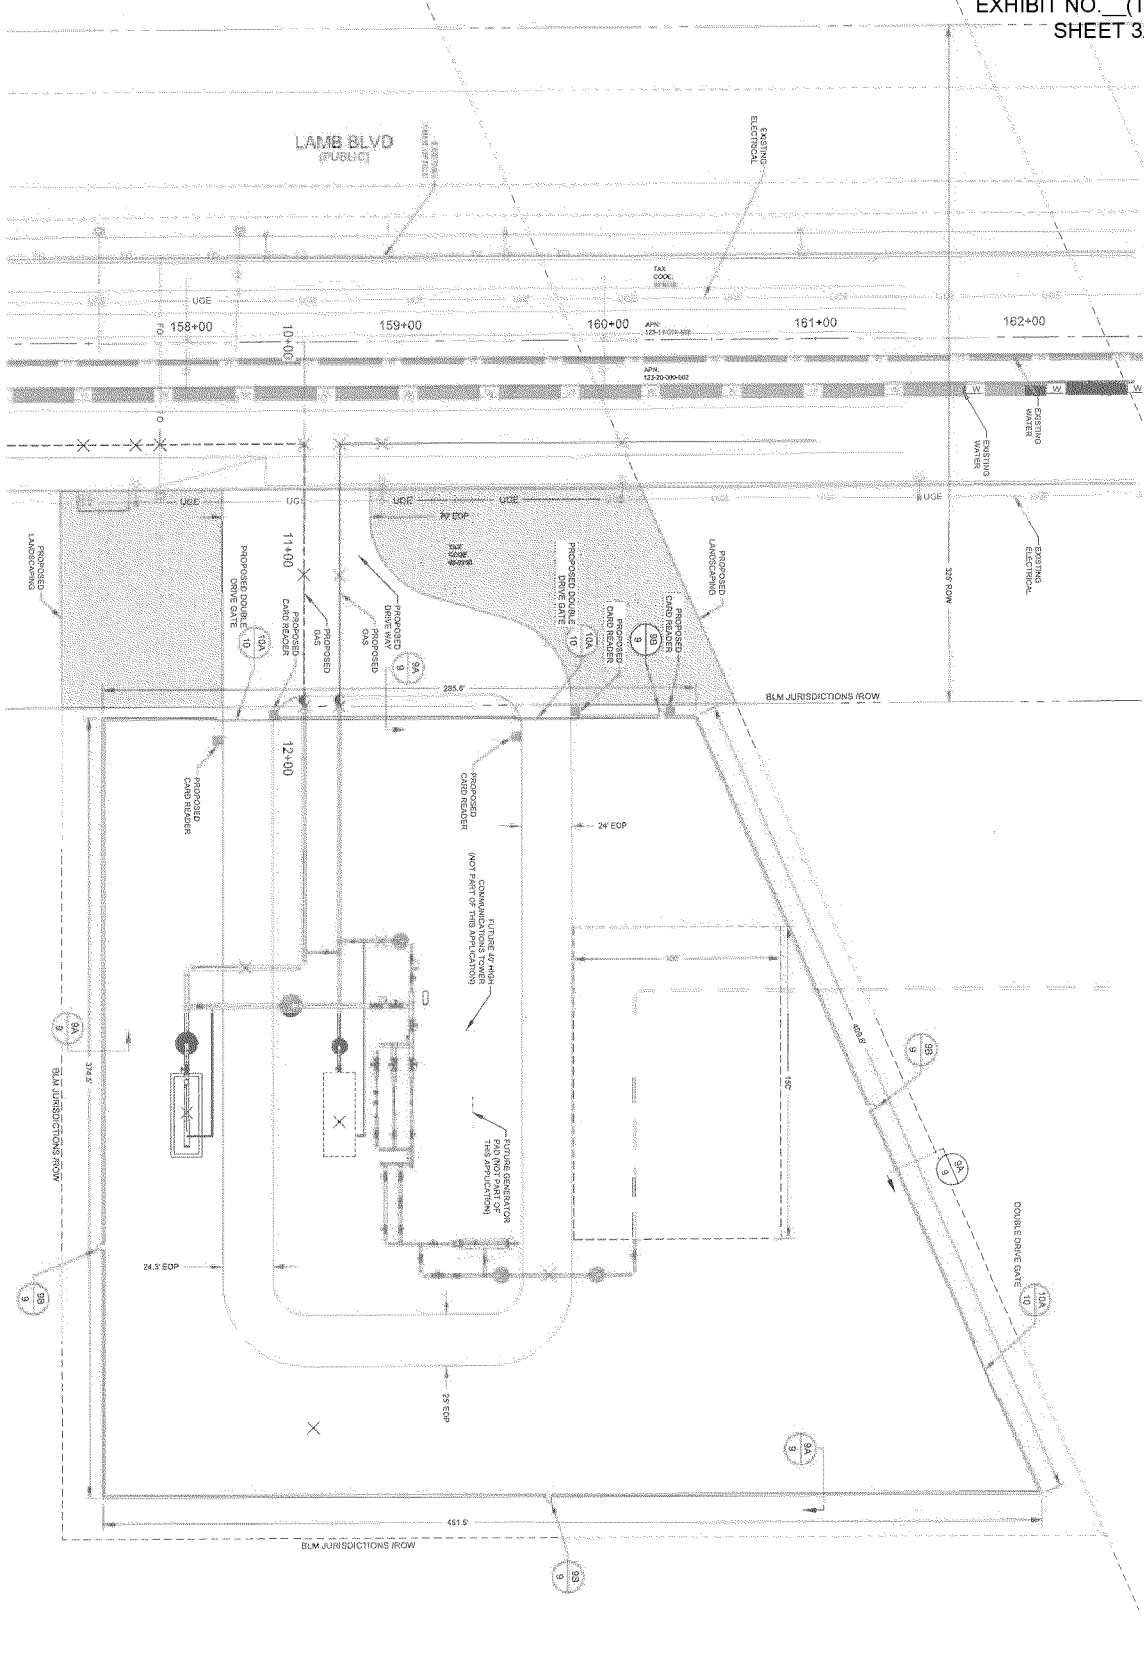 EXHIBIT NO.__(T
SHEET 3
LAMB BLVD
(PUBLIC)
EXISTING
ELECTRICAL
TAX
CODE:
UGE
UGE
UGE
UGE
UGE
158+00
10+00
159+00
160+00
161+00
162+00
FO
APN:
APN:
123-20-000-002
W
W
W
EXISTING
WATER
EXISTING
WATER
UGE
UGE
UGE
UGE
EXISTING
ELECTRICAL
325' ROW
PROPOSED
LANDSCAPING
11+00
PROPOSED DOUBLE
DRIVE GATE
10A
10
PROPOSED
CARD READER
PROPOSED
GAS
PROPOSED
GAS
PROPOSED
DRIVE WAY
9A
9
PROPOSED DOUBLE
DRIVE GATE
10A
10
PROPOSED
CARD READER
9B
9
PROPOSED
CARD READER
PROPOSED
LANDSCAPING
285.6'
BLM JURISDICTIONS /ROW
12+00
PROPOSED
CARD READER
PROPOSED
CARD READER
24' EOP
FUTURE 40' HIGH
COMMUNICATIONS TOWER
(NOT PART OF THIS APPLICATION)
9A
9
374.5'
BLM JURISDICTIONS /ROW
150'
9B
9
FUTURE GENERATOR
PAD (NOT PART OF
THIS APPLICATION)
9A
9
DOUBLE DRIVE GATE
10A
10
24.3' EOP
9B
9
25' EOP
9A
9
451.5'
BLM JURISDICTIONS /ROW
9B
9